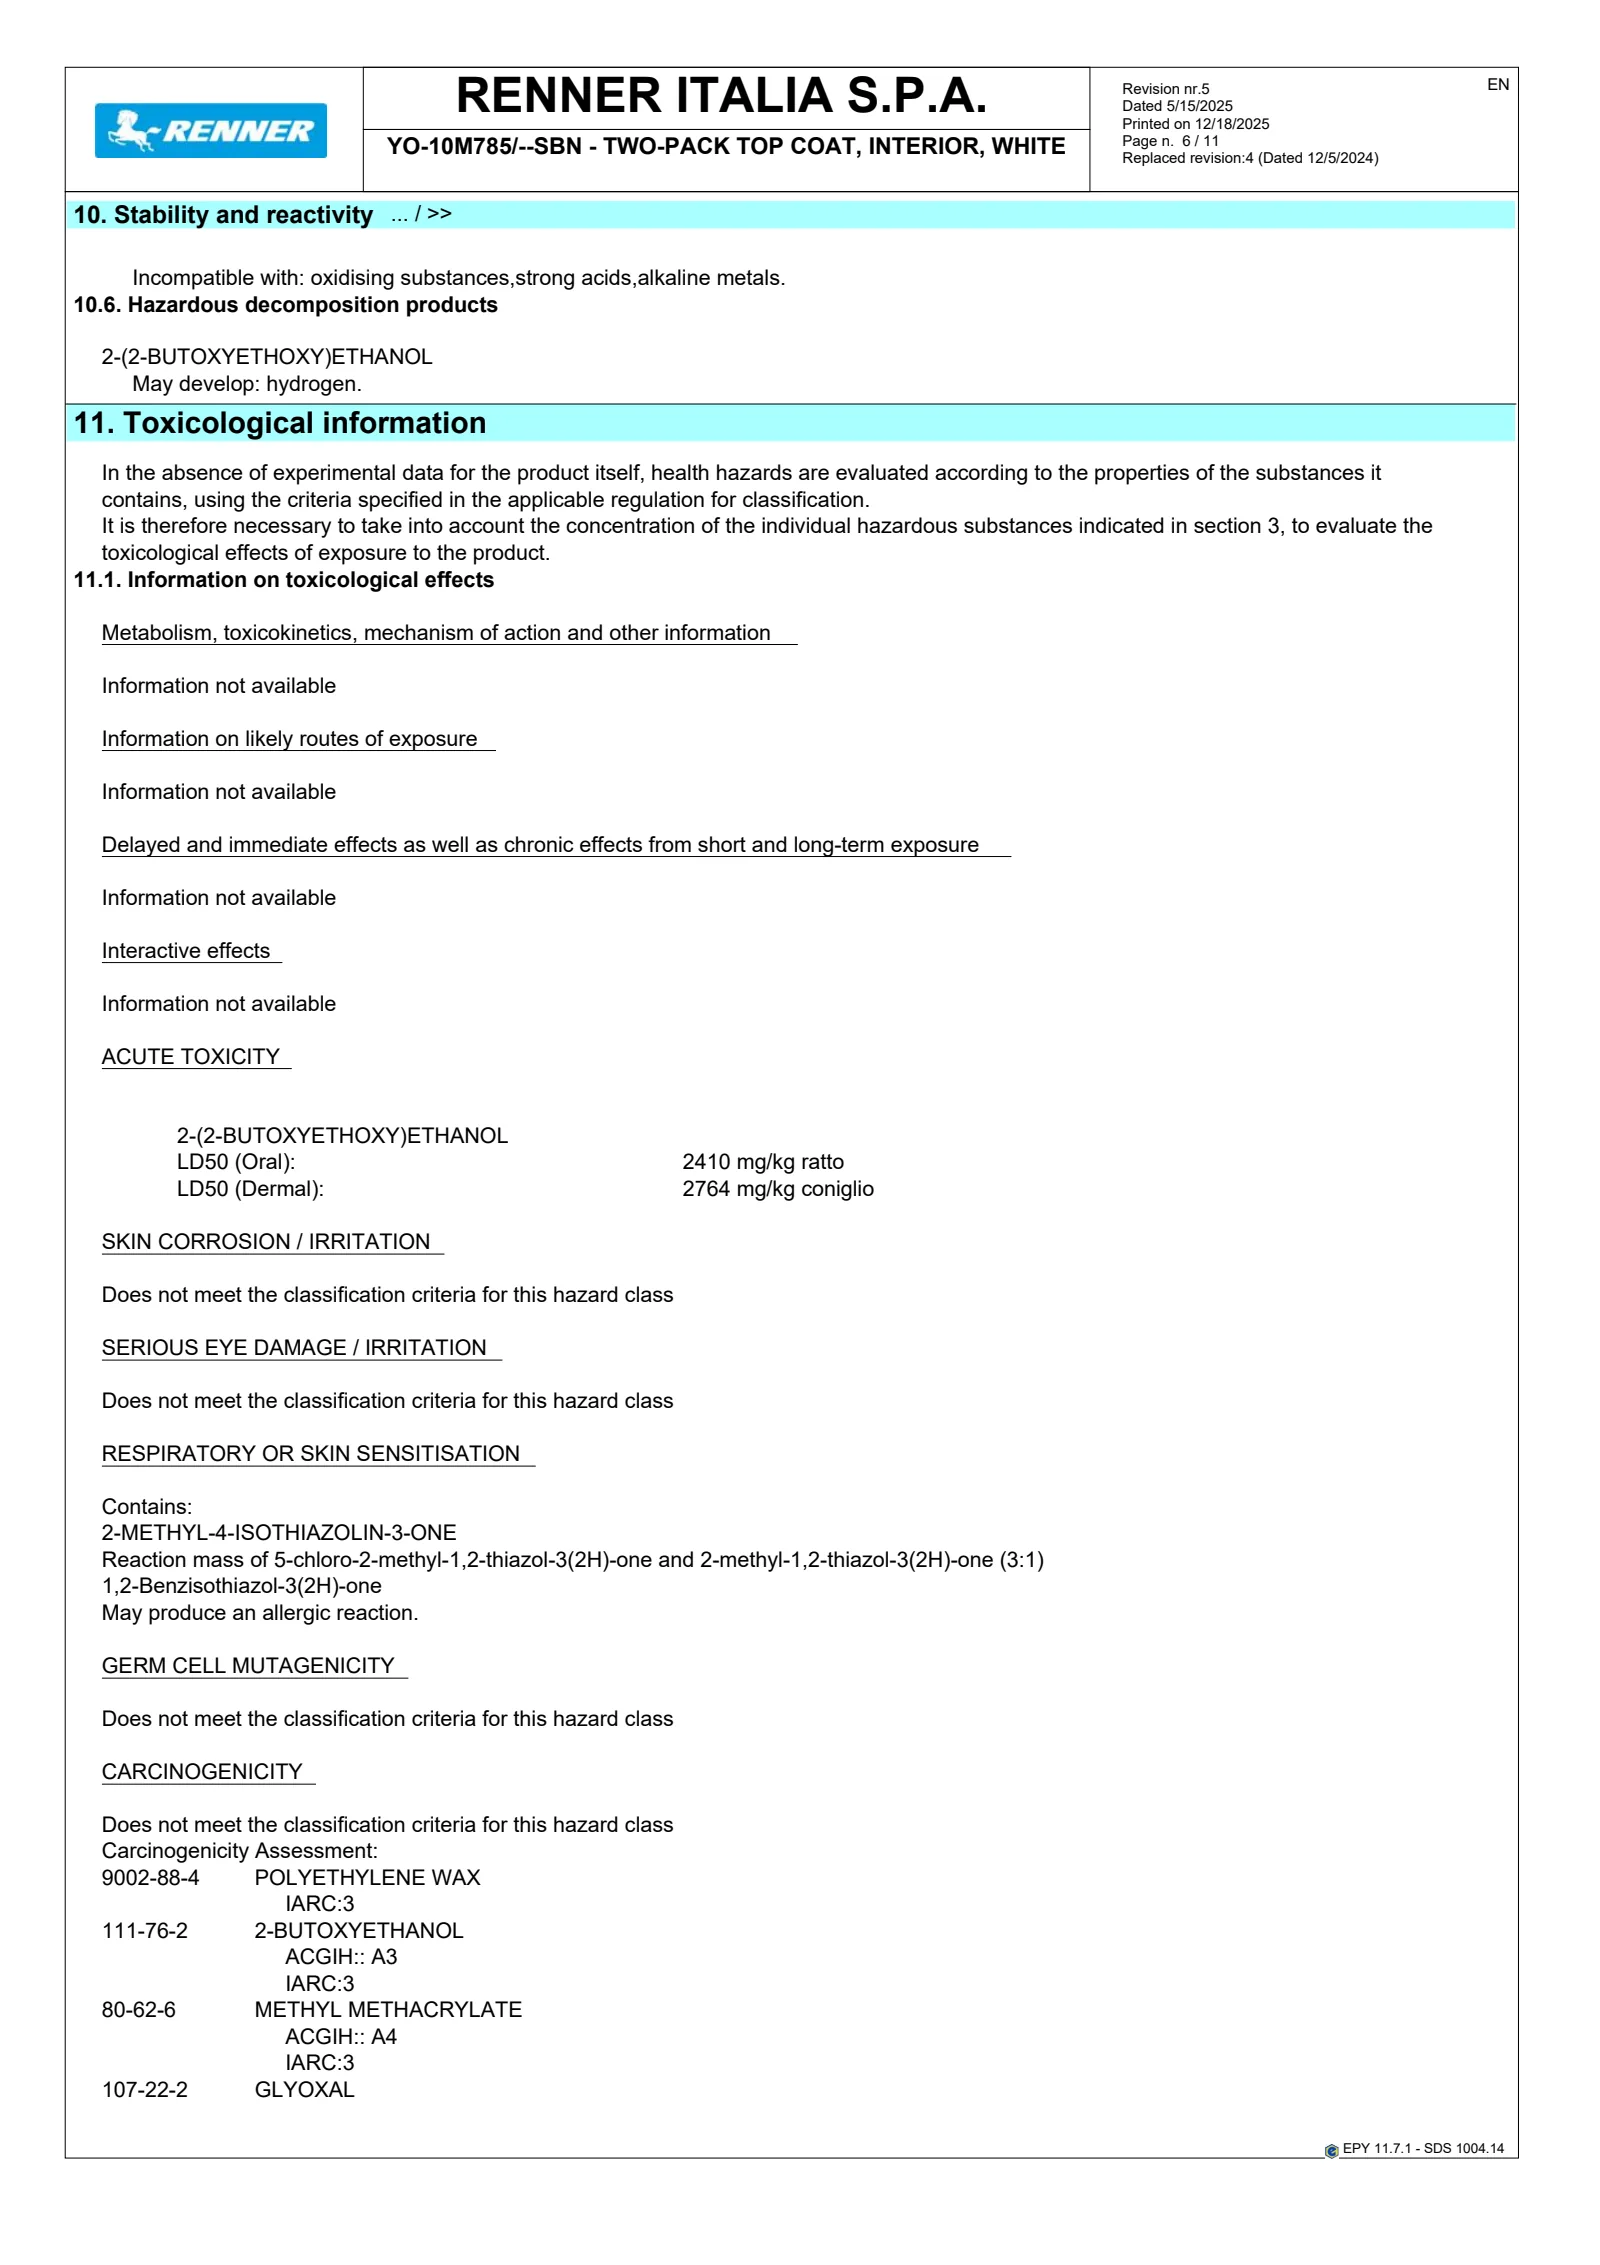 RENNER
RENNER ITALIA S.P.A.
YO-10M785/--SBN - TWO-PACK TOP COAT, INTERIOR, WHITE
EN
Revision nr.5
Dated 5/15/2025
Printed on 12/18/2025
Page n. 6 / 11
Replaced revision:4 (Dated 12/5/2024)
10. Stability and reactivity ... / >>
Incompatible with: oxidising substances,strong acids,alkaline metals.
10.6. Hazardous decomposition products
2-(2-BUTOXYETHOXY)ETHANOL
May develop: hydrogen.
11. Toxicological information
In the absence of experimental data for the product itself, health hazards are evaluated according to the properties of the substances it
contains, using the criteria specified in the applicable regulation for classification.
It is therefore necessary to take into account the concentration of the individual hazardous substances indicated in section 3, to evaluate the
toxicological effects of exposure to the product.
11.1. Information on toxicological effects
Metabolism, toxicokinetics, mechanism of action and other information
Information not available
Information on likely routes of exposure
Information not available
Delayed and immediate effects as well as chronic effects from short and long-term exposure
Information not available
Interactive effects
Information not available
ACUTE TOXICITY
2-(2-BUTOXYETHOXY)ETHANOL
LD50 (Oral): 2410 mg/kg ratto
LD50 (Dermal): 2764 mg/kg coniglio
SKIN CORROSION / IRRITATION
Does not meet the classification criteria for this hazard class
SERIOUS EYE DAMAGE / IRRITATION
Does not meet the classification criteria for this hazard class
RESPIRATORY OR SKIN SENSITISATION
Contains:
2-METHYL-4-ISOTHIAZOLIN-3-ONE
Reaction mass of 5-chloro-2-methyl-1,2-thiazol-3(2H)-one and 2-methyl-1,2-thiazol-3(2H)-one (3:1)
1,2-Benzisothiazol-3(2H)-one
May produce an allergic reaction.
GERM CELL MUTAGENICITY
Does not meet the classification criteria for this hazard class
CARCINOGENICITY
Does not meet the classification criteria for this hazard class
Carcinogenicity Assessment:
9002-88-4 POLYETHYLENE WAX
IARC:3
111-76-2 2-BUTOXYETHANOL
ACGIH:: A3
IARC:3
80-62-6 METHYL METHACRYLATE
ACGIH:: A4
IARC:3
107-22-2 GLYOXAL
EPY 11.7.1 - SDS 1004.14